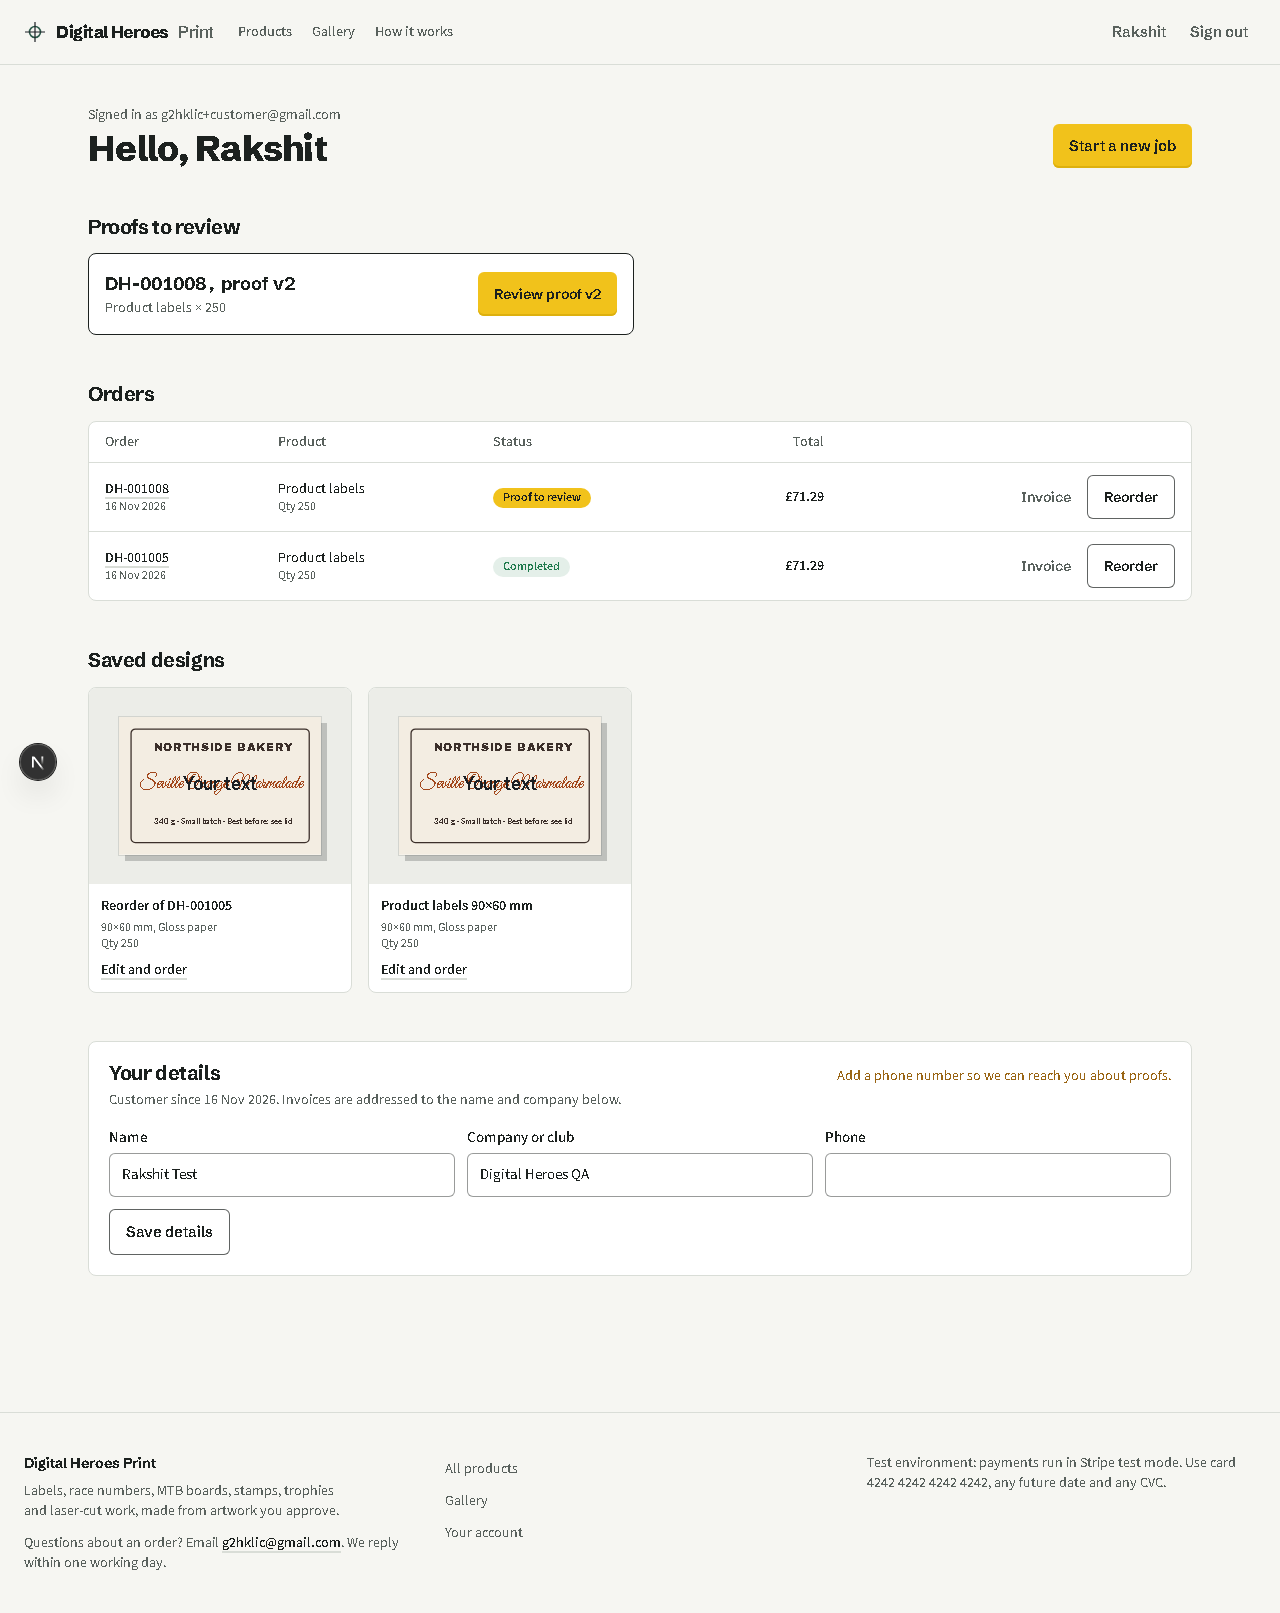 Digital Heroes Print
Products
Gallery
How it works
Rakshit
Sign out
Signed in as g2hklic+customer@gmail.com
Hello, Rakshit
Start a new job
Proofs to review
DH-001008, proof v2
Product labels × 250
Review proof v2
Orders
Order
Product
Status
Total
DH-001008
16 Nov 2026
Product labels
Qty 250
Proof to review
£71.29
Invoice
Reorder
DH-001005
16 Nov 2026
Product labels
Qty 250
Completed
£71.29
Invoice
Reorder
Saved designs
NORTHSIDE BAKERY
Seville Orange Marmalade
Your text
340 g - Small batch - Best before: see lid
NORTHSIDE BAKERY
Seville Orange Marmalade
Your text
340 g - Small batch - Best before: see lid
Reorder of DH-001005
90×60 mm, Gloss paper
Qty 250
Edit and order
Product labels 90×60 mm
90×60 mm, Gloss paper
Qty 250
Edit and order
N
Your details
Add a phone number so we can reach you about proofs.
Customer since 16 Nov 2026. Invoices are addressed to the name and company below.
Name
Company or club
Phone
Rakshit Test
Digital Heroes QA
Save details
Digital Heroes Print
Labels, race numbers, MTB boards, stamps, trophies
and laser-cut work, made from artwork you approve.
Questions about an order? Email g2hklic@gmail.com. We reply
within one working day.
All products
Gallery
Your account
Test environment: payments run in Stripe test mode. Use card
4242 4242 4242 4242, any future date and any CVC.